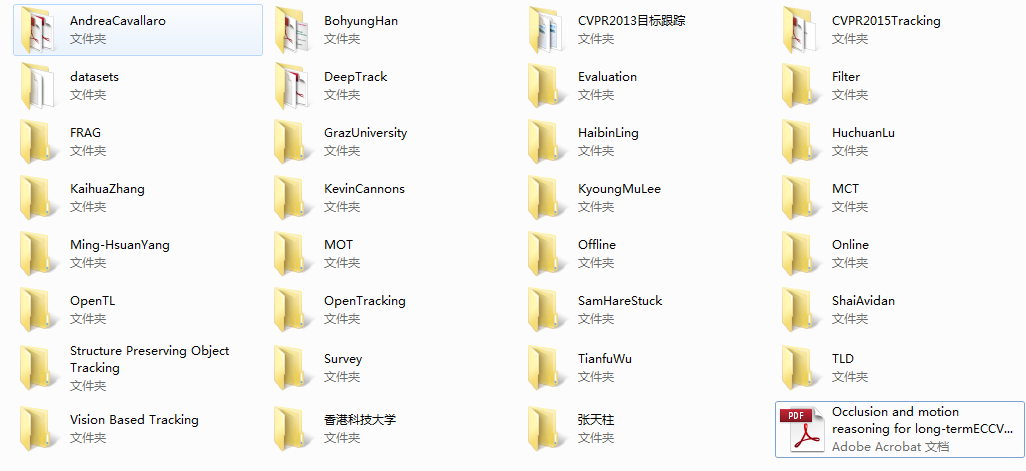 AndreaCavallaro
文件夹
BohyungHan
文件夹
CVPR2013目标跟踪
文件夹
CVPR2015Tracking
文件夹
datasets
文件夹
DeepTrack
文件夹
Evaluation
文件夹
Filter
文件夹
FRAG
文件夹
GrazUniversity
文件夹
HaibinLing
文件夹
HuchuanLu
文件夹
KaihuaZhang
文件夹
KevinCannons
文件夹
KyoungMuLee
文件夹
MCT
文件夹
Ming-HsuanYang
文件夹
MOT
文件夹
Offline
文件夹
Online
文件夹
OpenTL
文件夹
OpenTracking
文件夹
SamHareStuck
文件夹
ShaiAvidan
文件夹
Structure Preserving Object
Tracking
文件夹
Survey
文件夹
TianfuWu
文件夹
TLD
文件夹
Vision Based Tracking
文件夹
香港科技大学
文件夹
张天柱
文件夹
PDF
Occlusion and motion
reasoning for long-termECCV...
Adobe Acrobat 文档